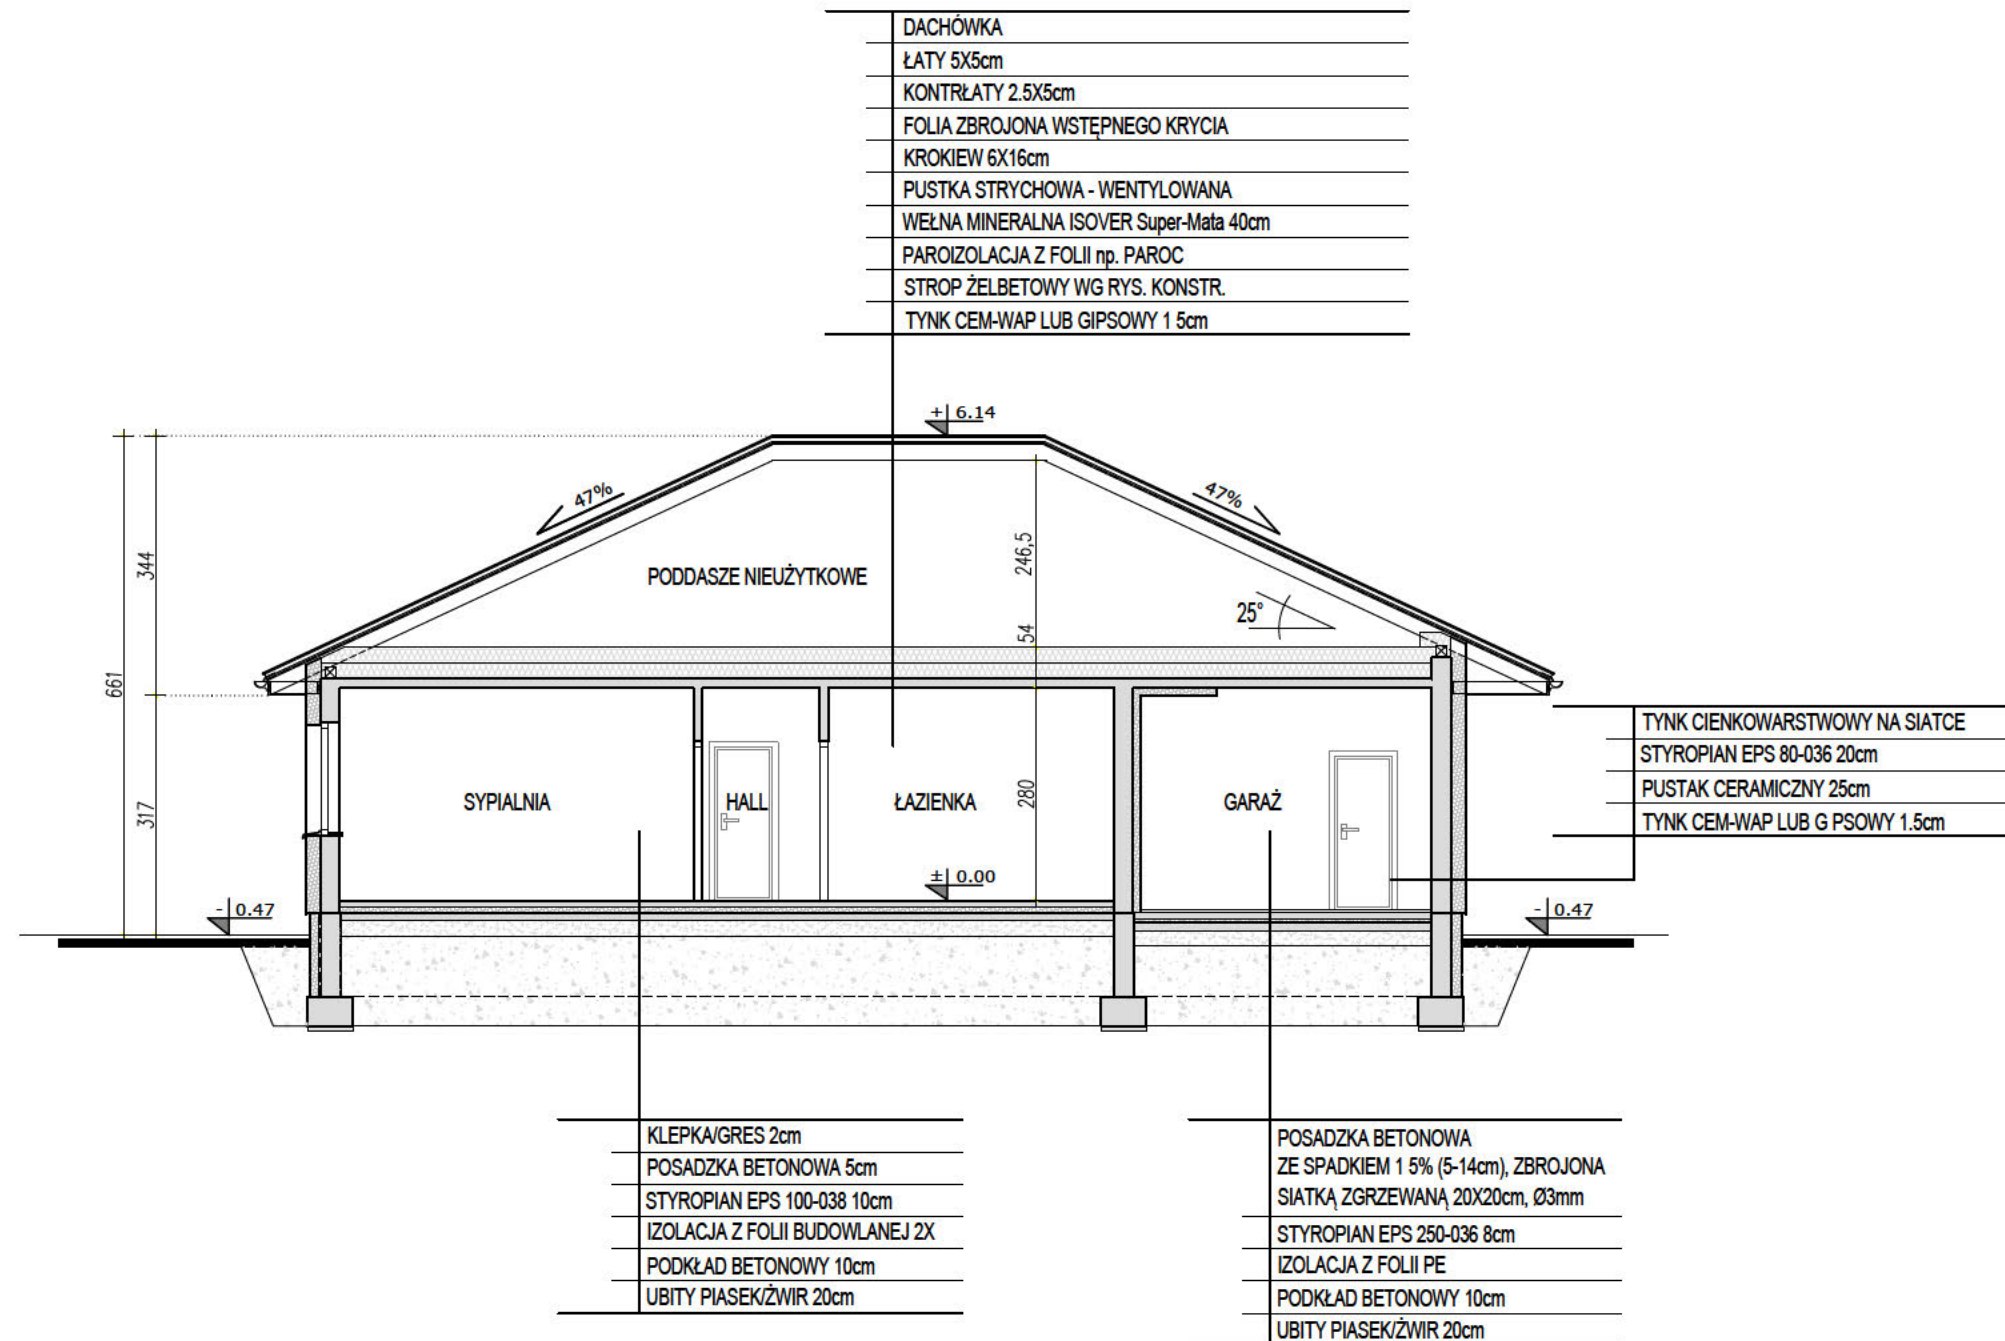 DACHÓWKA
ŁATY 5X5cm
KONTRŁATY 2.5X5cm
FOLIA ZBROJONA WSTĘPNEGO KRYCIA
KROKIEW 6X16cm
PUSTKA STRYCHOWA - WENTYLOWANA
WEŁNA MINERALNA ISOVER Super-Mata 40cm
PAROIZOLACJA Z FOLII np. PAROC
STROP ŻELBETOWY WG RYS. KONSTR.
TYNK CEM-WAP LUB GIPSOWY 1 5cm
+ 6.14
47%
47%
344
246,5
PODDASZE NIEUŻYTKOWE
25°
54
661
317
280
SYPIALNIA
HALL
ŁAZIENKA
GARAŻ
± 0.00
- 0.47
- 0.47
TYNK CIENKOWARSTWOWY NA SIATCE
STYROPIAN EPS 80-036 20cm
PUSTAK CERAMICZNY 25cm
TYNK CEM-WAP LUB G PSOWY 1.5cm
KLEPKA/GRES 2cm
POSADZKA BETONOWA 5cm
STYROPIAN EPS 100-038 10cm
IZOLACJA Z FOLII BUDOWLANEJ 2X
PODKŁAD BETONOWY 10cm
UBITY PIASEK/ŻWIR 20cm
POSADZKA BETONOWA
ZE SPADKIEM 1 5% (5-14cm), ZBROJONA
SIATKĄ ZGRZEWANĄ 20X20cm, Ø3mm
STYROPIAN EPS 250-036 8cm
IZOLACJA Z FOLII PE
PODKŁAD BETONOWY 10cm
UBITY PIASEK/ŻWIR 20cm